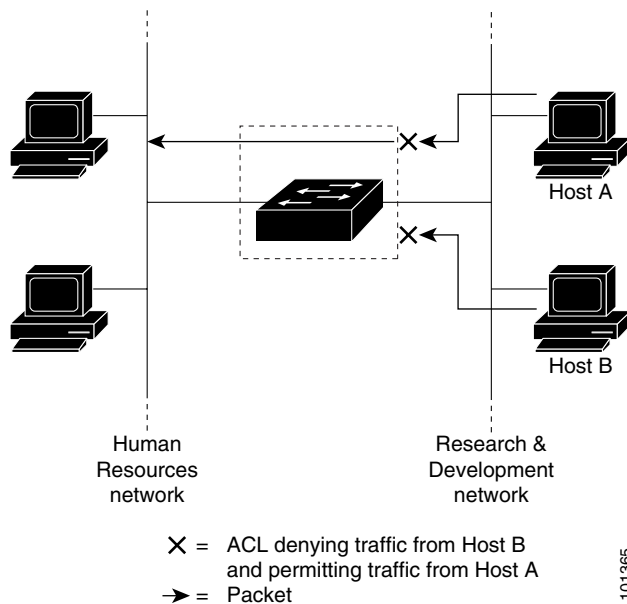 Host A
Host B
Human
Resources
network
Research &
Development
network
X = ACL denying traffic from Host B
and permitting traffic from Host A
= Packet
101365